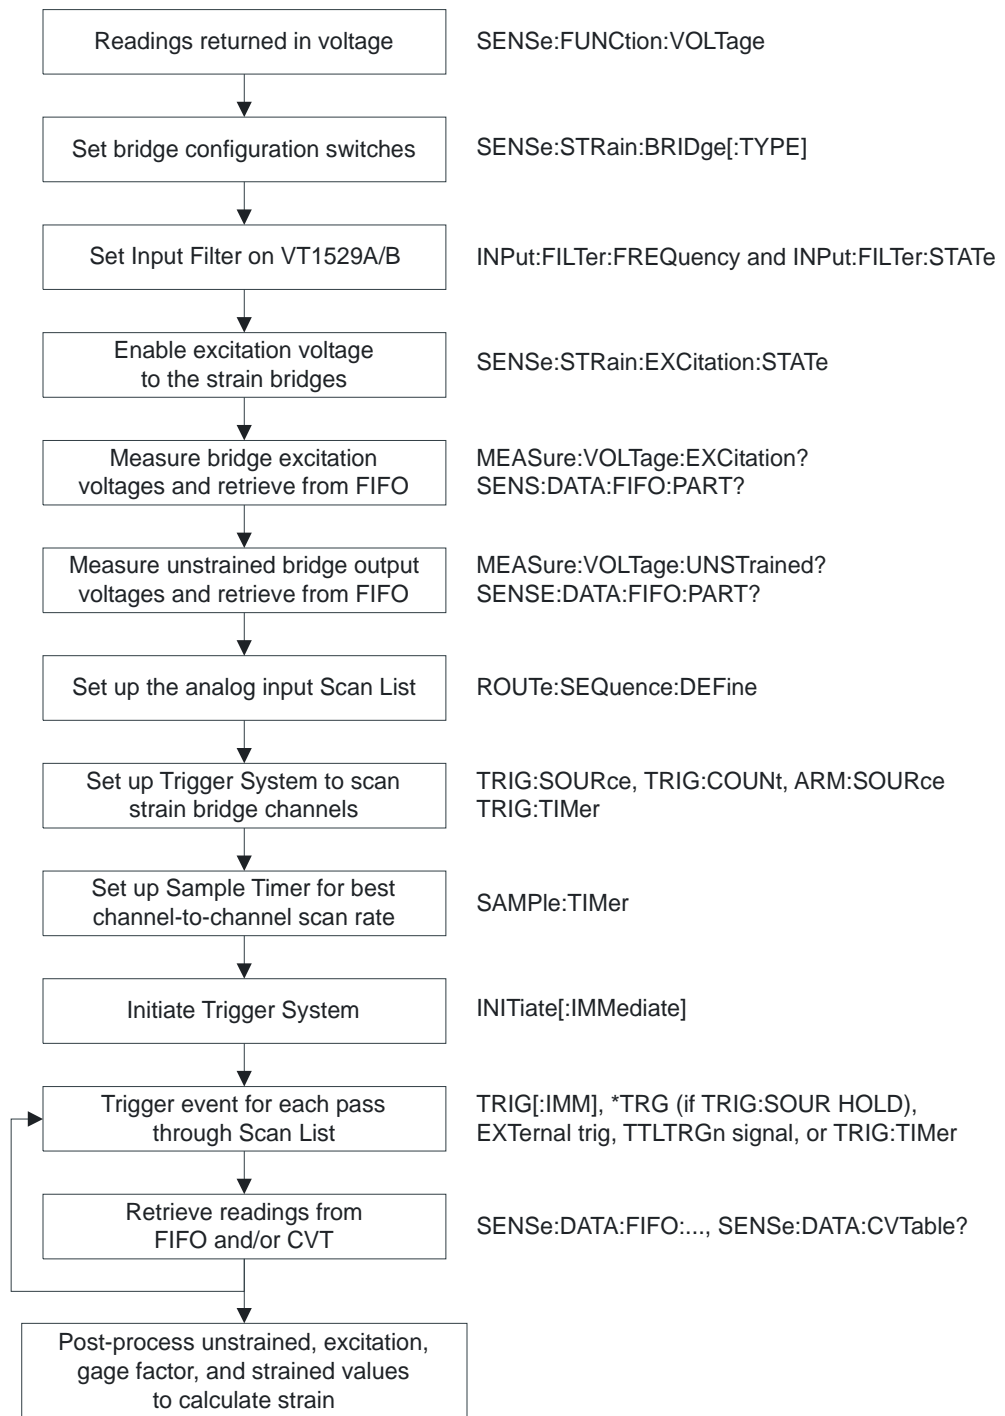 Readings returned in voltage
SENSe:FUNCtion:VOLTage
Set bridge configuration switches
SENSe:STRain:BRIDge[:TYPE]
Set Input Filter on VT1529A/B
INPut:FILTer:FREQuency and INPut:FILTer:STATe
Enable excitation voltage
to the strain bridges
SENSe:STRain:EXCitation:STATe
Measure bridge excitation
voltages and retrieve from FIFO
MEASure:VOLTage:EXCitation?
SENS:DATA:FIFO:PART?
Measure unstrained bridge output
voltages and retrieve from FIFO
MEASure:VOLTage:UNSTrained?
SENSE:DATA:FIFO:PART?
Set up the analog input Scan List
ROUTe:SEQuence:DEFine
Set up Trigger System to scan
strain bridge channels
TRIG:SOURce, TRIG:COUNt, ARM:SOURce
TRIG:TIMer
Set up Sample Timer for best
channel-to-channel scan rate
SAMPle:TIMer
Initiate Trigger System
INITiate[:IMMediate]
Trigger event for each pass
through Scan List
TRIG[:IMM], *TRG (if TRIG:SOUR HOLD),
EXTernal trig, TTLTRGn signal, or TRIG:TIMer
Retrieve readings from
FIFO and/or CVT
SENSe:DATA:FIFO:..., SENSe:DATA:CVTable?
Post-process unstrained, excitation,
gage factor, and strained values
to calculate strain